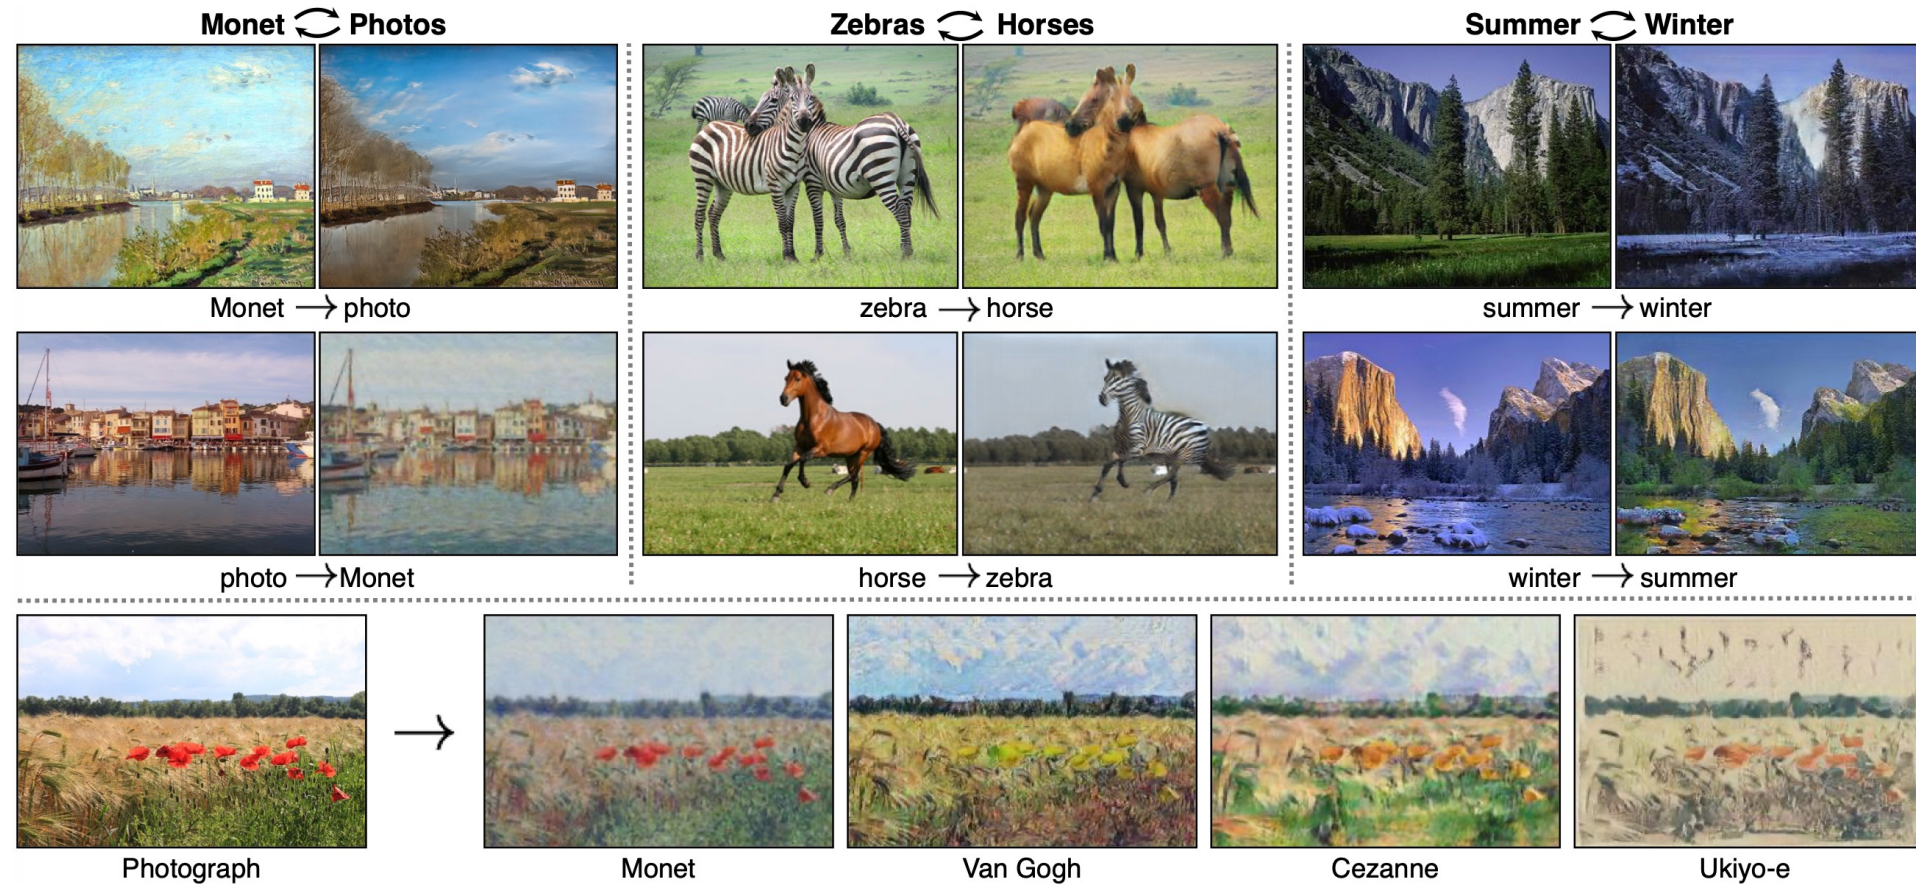 Monet Photos
Zebras Horses
Summer Winter
Monet → photo
zebra → horse
summer → winter
photo → Monet
horse → zebra
winter → summer
Photograph
Monet
Van Gogh
Cezanne
Ukiyo-e